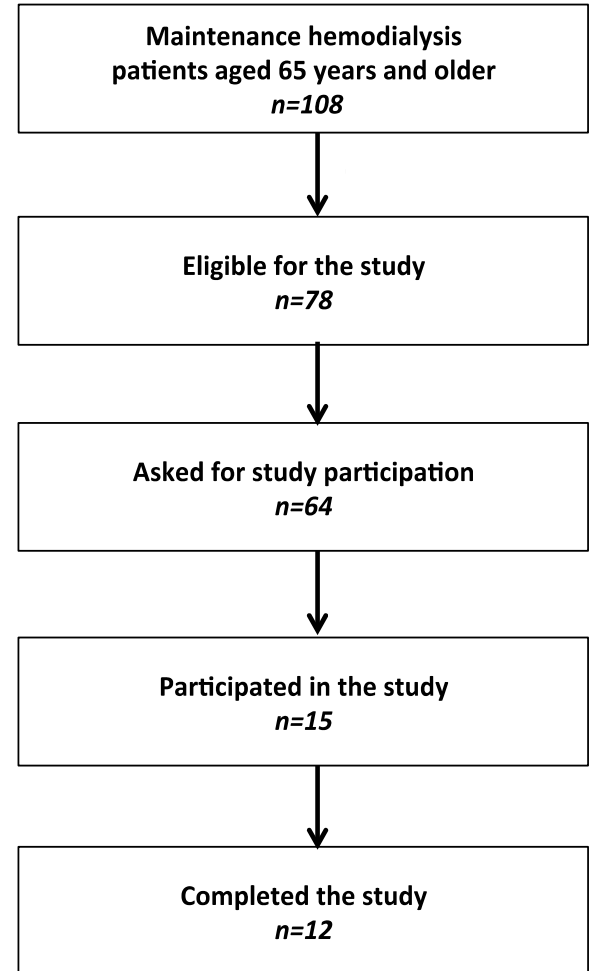 Maintenance hemodialysis
patients aged 65 years and older
n=108
Eligible for the study
n=78
Asked for study participation
n=64
Participated in the study
n=15
Completed the study
n=12